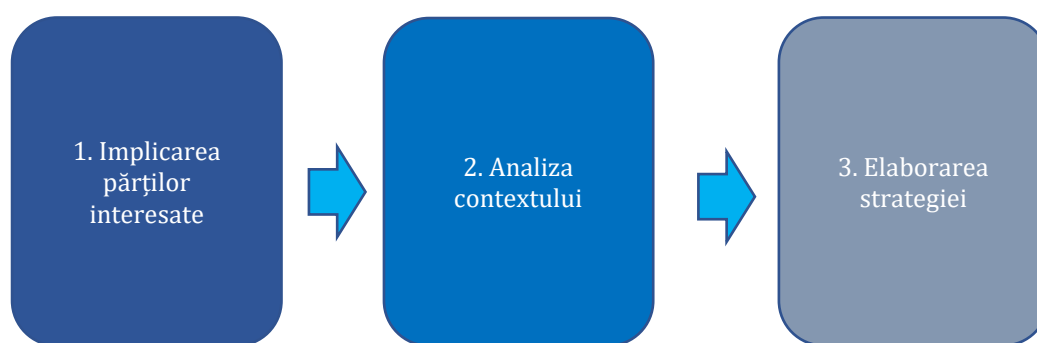 1. Implicarea
părților
interesate
2. Analiza
contextului
3. Elaborarea
strategiei